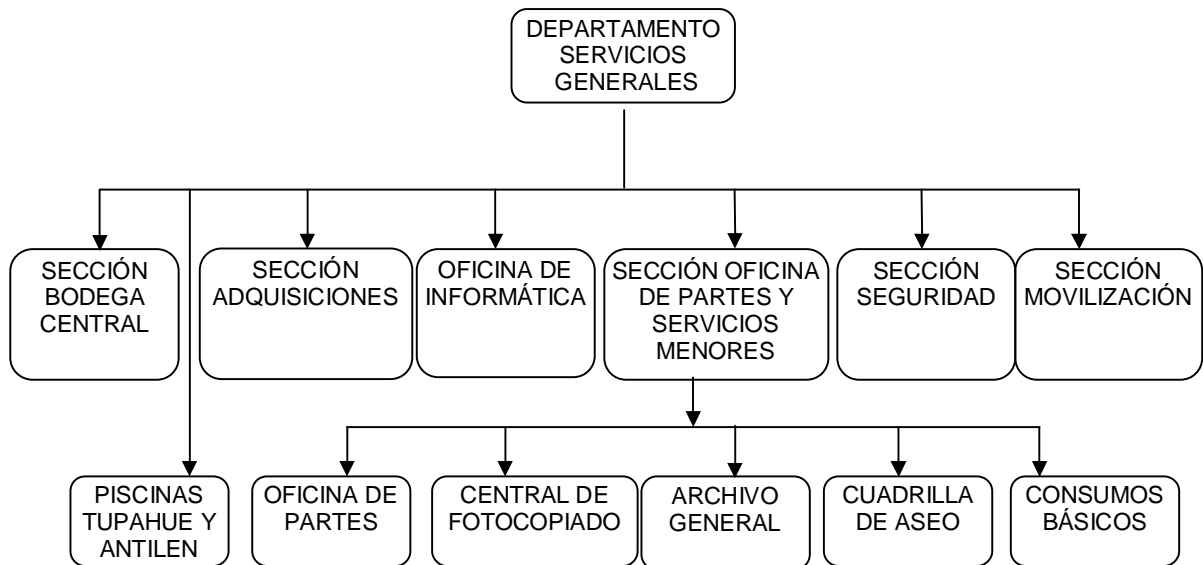 DEPARTAMENTO
SERVICIOS
GENERALES
SECCIÓN
BODEGA
CENTRAL
SECCIÓN
ADQUISICIONES
OFICINA DE
INFORMÁTICA
SECCIÓN OFICINA
DE PARTES Y
SERVICIOS
MENORES
SECCIÓN
SEGURIDAD
SECCIÓN
MOVILIZACIÓN
PISCINAS
TUPAHUE Y
ANTILEN
OFICINA DE
PARTES
CENTRAL DE
FOTOCOPIADO
ARCHIVO
GENERAL
CUADRILLA
DE ASEO
CONSUMOS
BÁSICOS